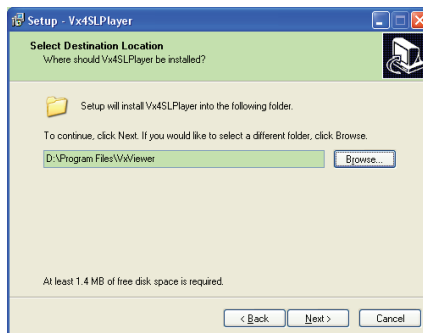 Setup - Vx4SLPlayer
Select Destination Location
Where should Vx4SLPlayer be installed?
Setup will install Vx4SLPlayer into the following folder.
To continue, click Next. If you would like to select a different folder, click Browse.
D:\Program Files\VxViewer
Browse...
At least 1.4 MB of free disk space is required.
< Back
Next >
Cancel